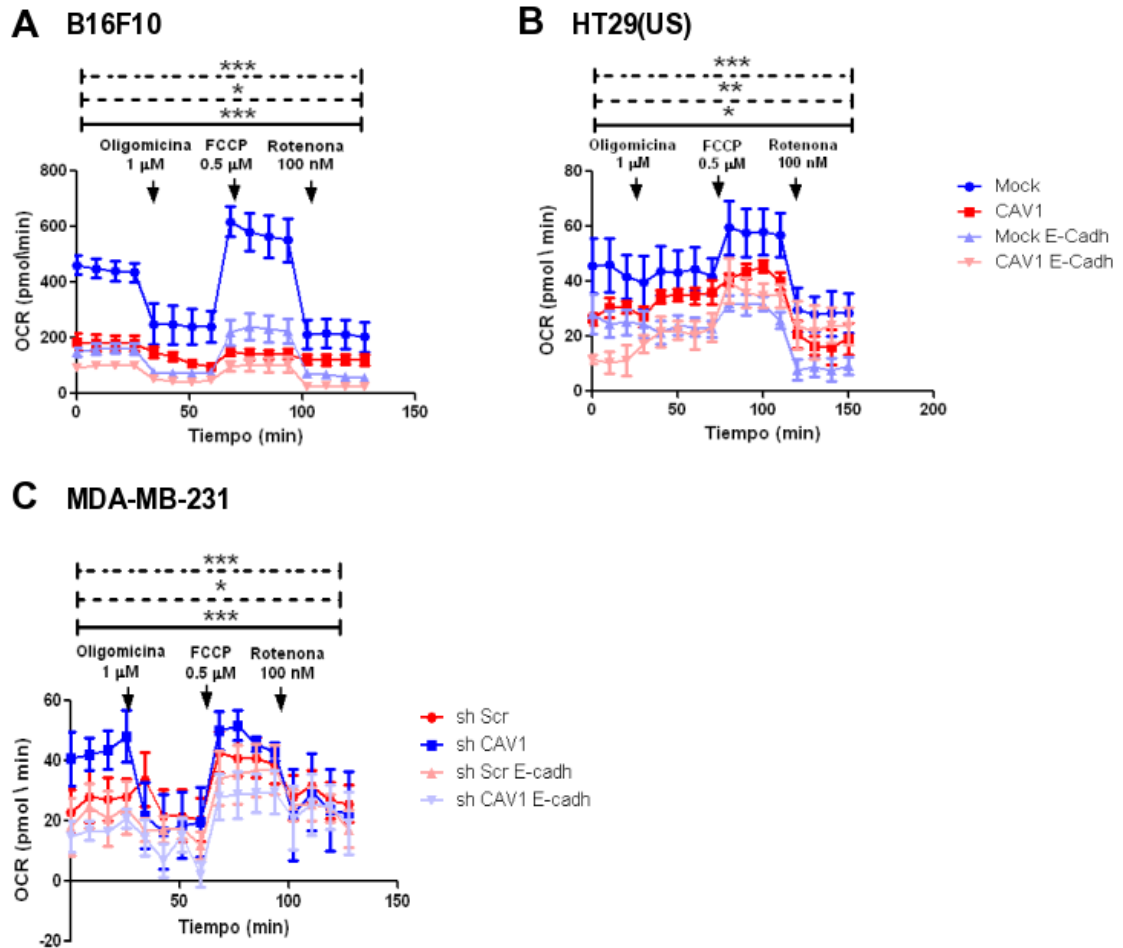 A B16F10
***
*
***
Oligomicina FCCP Rotenona
1 µM 0.5 µM 100 nM
800
600
400
200
0
0 50 100 150
OCR (pmol\min)
Tiempo (min)
B HT29(US)
***
**
*
Oligomicina FCCP Rotenona
1 µM 0.5 µM 100 nM
80
60
40
20
0
0 50 100 150 200
OCR (pmol \ min)
Tiempo (min)
Mock
CAV1
Mock E-Cadh
CAV1 E-Cadh
C MDA-MB-231
***
*
***
Oligomicina FCCP Rotenona
1 µM 0.5 µM 100 nM
60
40
20
0
-20
50 100 150
OCR (pmol \ min)
Tiempo (min)
sh Scr
sh CAV1
sh Scr E-cadh
sh CAV1 E-cadh